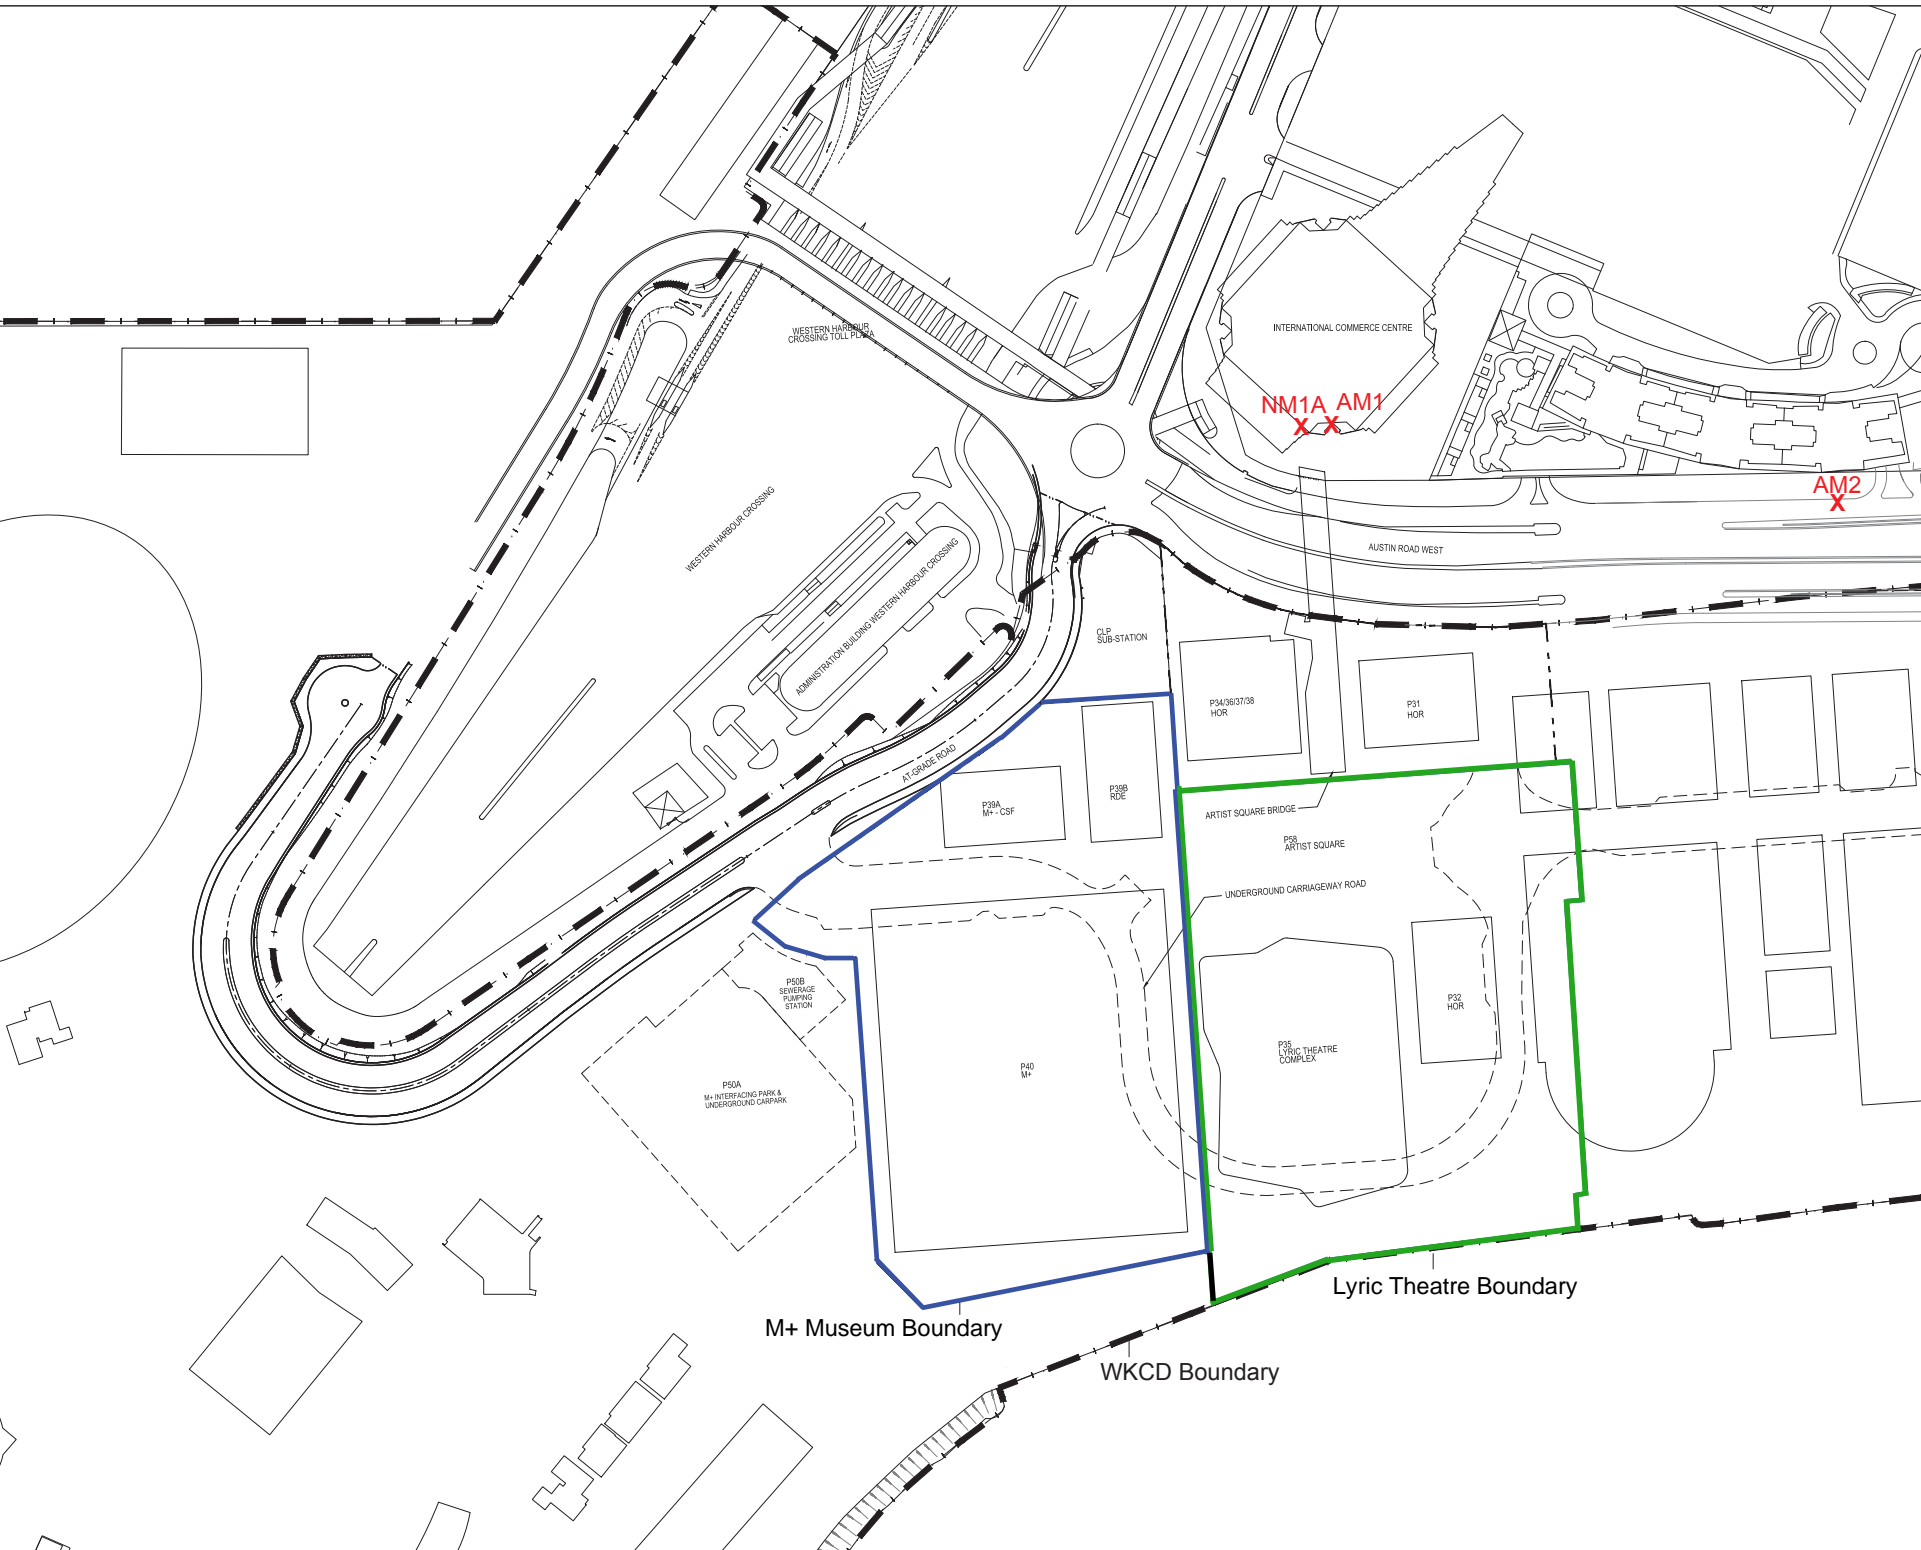 WESTERN HARBOUR
CROSSING TOLL PLAZA
INTERNATIONAL COMMERCE CENTRE
NM1A
AM1
X
X
AM2
X
WESTERN HARBOUR CROSSING
ADMINISTRATION BUILDING WESTERN HARBOUR CROSSING
AUSTIN ROAD WEST
CLP
SUB-STATION
P34/36/37/38
HOR
P31
HOR
AT-GRADE ROAD
P39A
M+ - CSF
P39B
RDE
ARTIST SQUARE BRIDGE
P58
ARTIST SQUARE
UNDERGROUND CARRIAGEWAY ROAD
P50B
SEWERAGE
PUMPING
STATION
P32
HOR
P35
LYRIC THEATRE
COMPLEX
P40
M+
P50A
M+ INTERFACING PARK &
UNDERGROUND CARPARK
Lyric Theatre Boundary
M+ Museum Boundary
WKCD Boundary